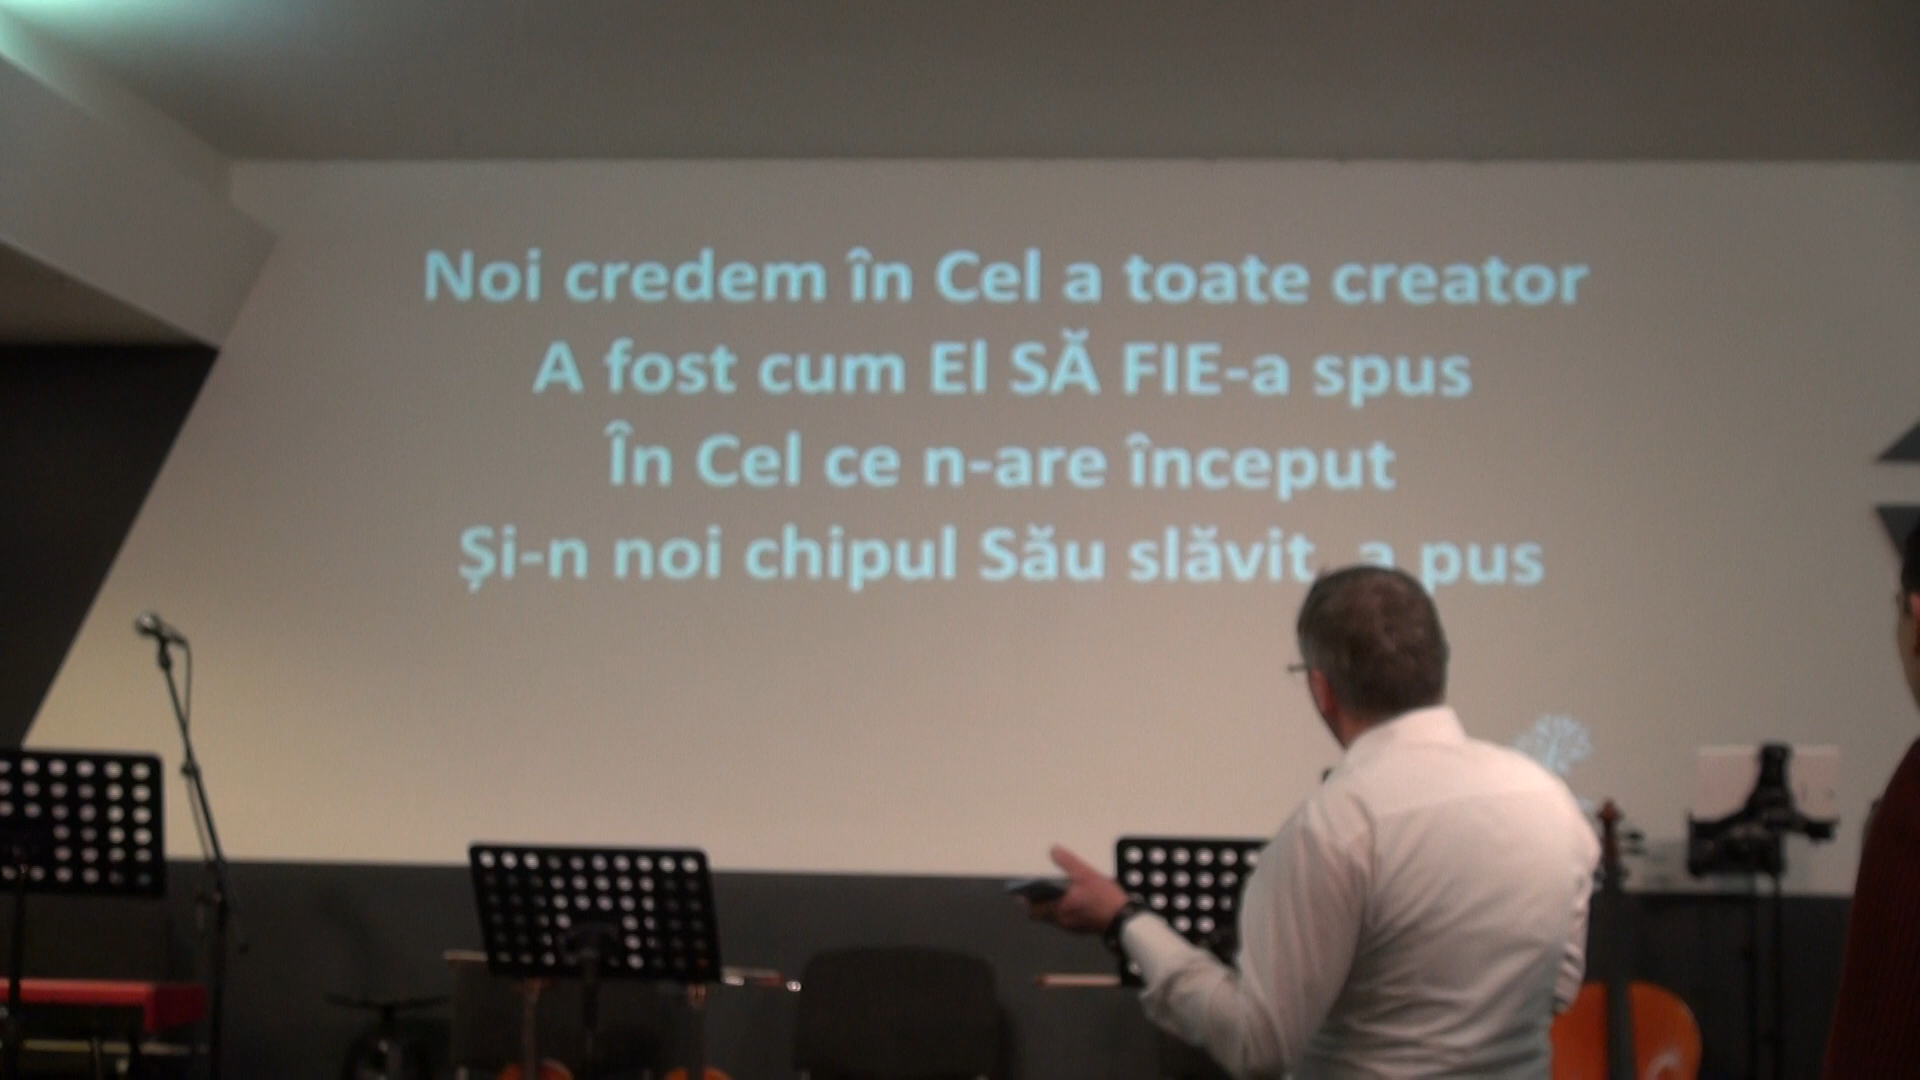 Noi credem în Cel a toate creator
A fost cum El SĂ FIE-a spus
În Cel ce n-are început
Și-n noi chipul Său slăvit a pus